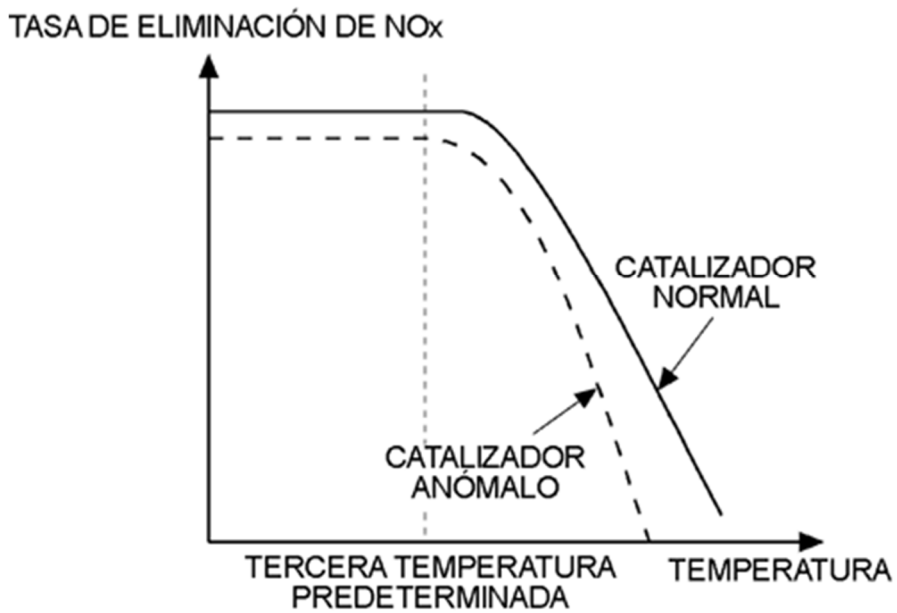 TASA DE ELIMINACIÓN DE NOx
CATALIZADOR
NORMAL
CATALIZADOR
ANÓMALO
TERCERA TEMPERATURA
PREDETERMINADA
TEMPERATURA